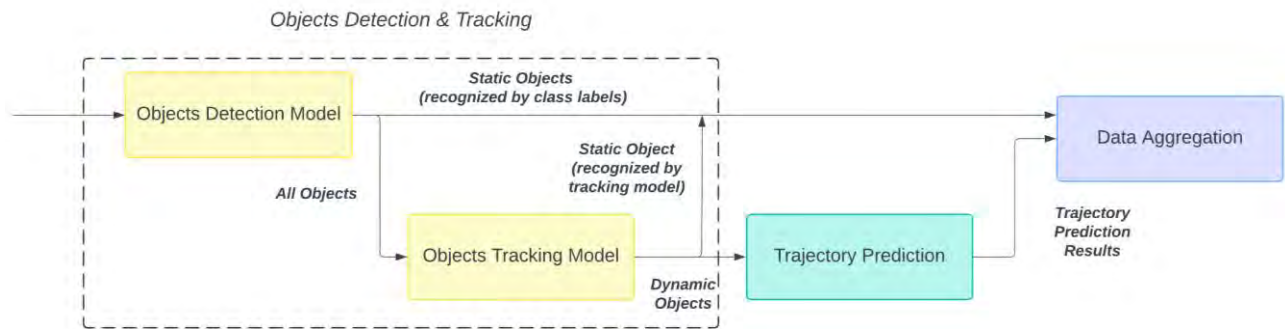 Objects Detection & Tracking
Static Objects
(recognized by class labels)
Objects Detection Model
Data Aggregation
Static Object
(recognized by
tracking model)
All Objects
Objects Tracking Model
Trajectory Prediction
Trajectory
Prediction
Results
Dynamic
Objects